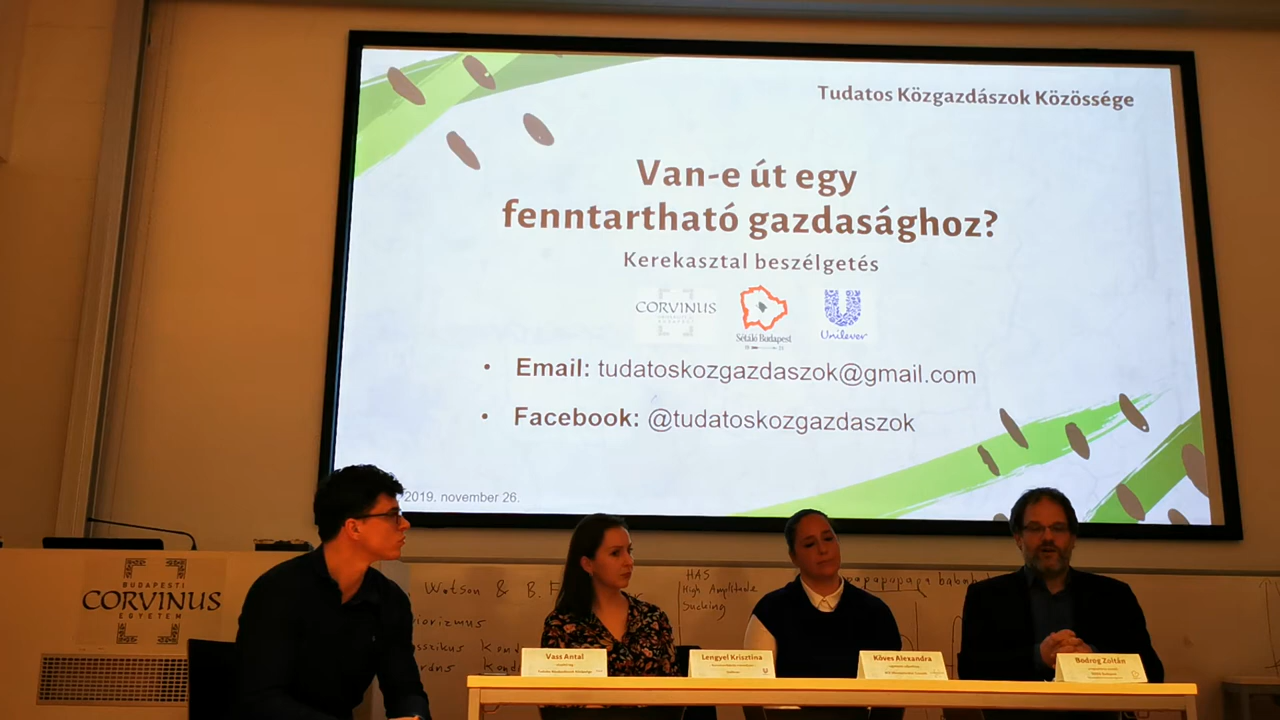 Tudatos Közgazdászok Közössége
Van-e út egy
fenntartható gazdasághoz?
Kerekasztal beszélgetés
CORVINUS
Sétáló Budapest
Unilever
• Email: tudatoskozgazdaszok@gmail.com
• Facebook: @tudatoskozgazdaszok
2019. november 26.
BUDAPESTI
CORVINUS
EGYETEM
Watson & B. F.
HAS
High Amplitude
Sucking
Vass Antal
Lengyel Krisztina
Köves Alexandra
Bodrog Zoltán